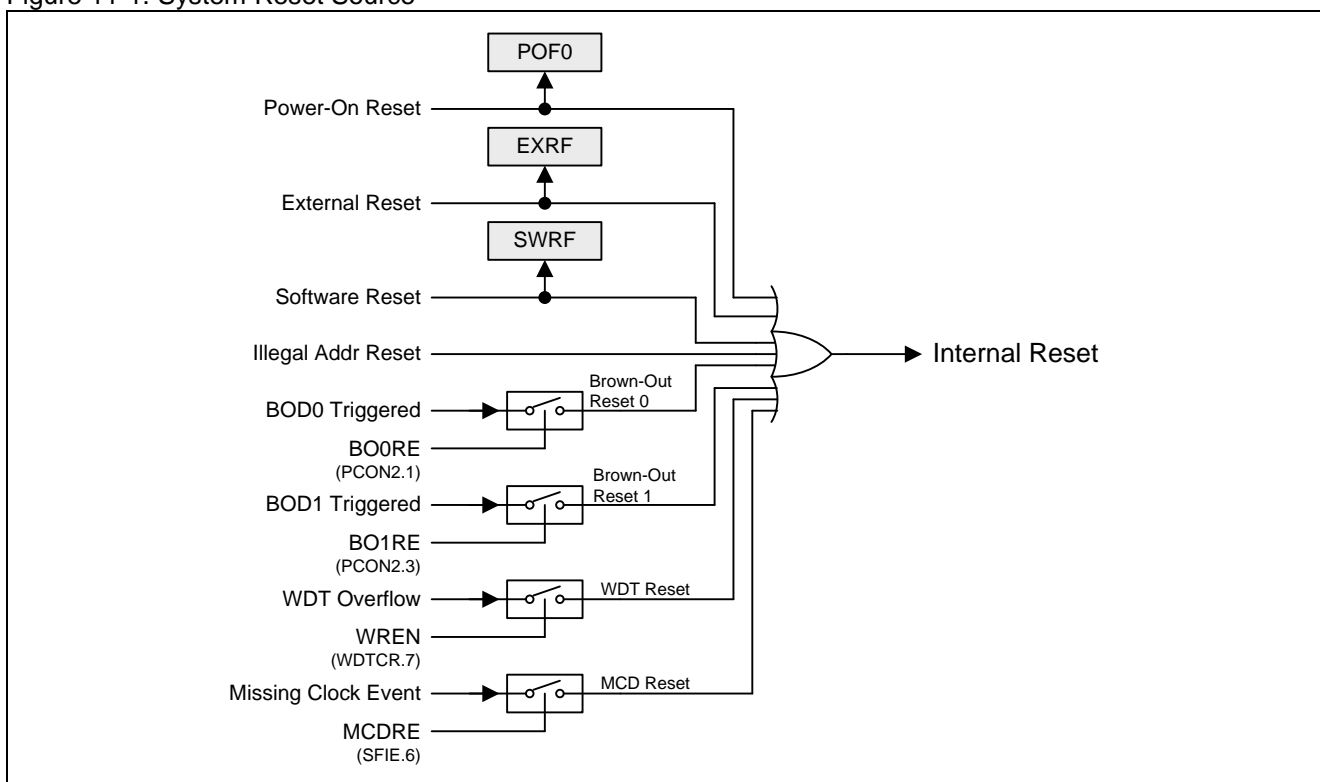 Figure 11-1. System Reset Source
POF0
Power-On Reset
EXRF
External Reset
SWRF
Software Reset
Illegal Addr Reset
Internal Reset
Brown-Out
Reset 0
BOD0 Triggered
BO0RE
(PCON2.1)
Brown-Out
Reset 1
BOD1 Triggered
BO1RE
(PCON2.3)
WDT Overflow
WDT Reset
WREN
(WDTCR.7)
Missing Clock Event
MCD Reset
MCDRE
(SFIE.6)